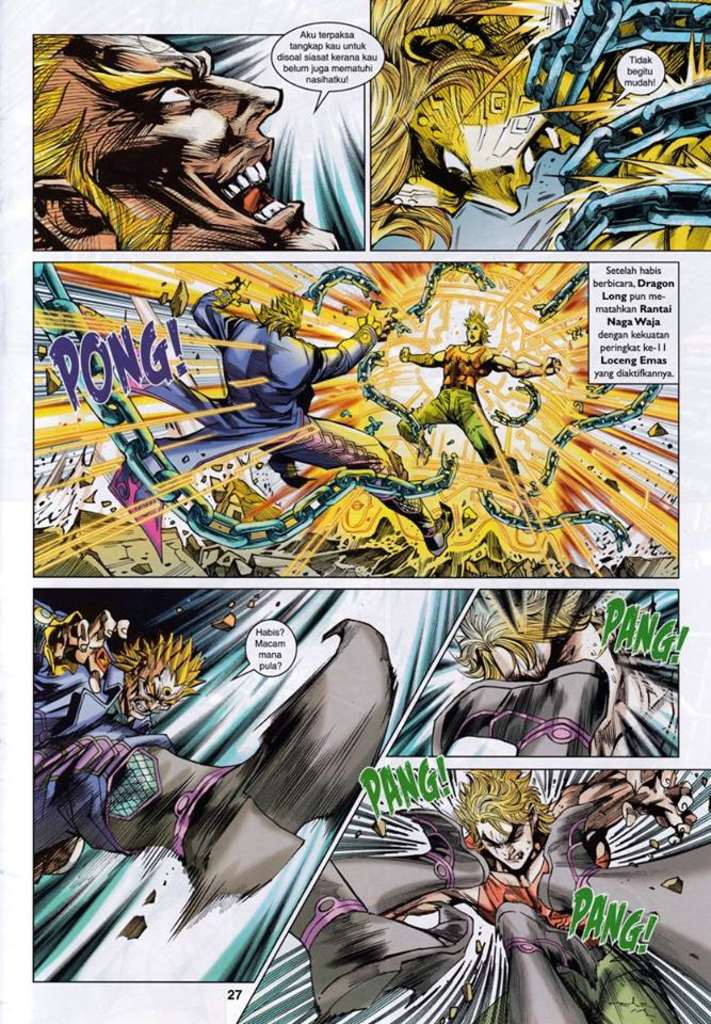 Aku terpaksa
tangkap kau untuk
disoal siasat kerana kau
belum juga mematuhi
nasihatku!
Tidak
begitu
mudah!
Setelah habis
berbicara, Dragon
Long pun me-
matahkan Rantai
Naga Waja
dengan kekuatan
peringkat ke-11
Loceng Emas
yang diaktifkannya.
PONG!
Habis?
Macam
mana
pula?
PANG!
PANG!
PANG!
27